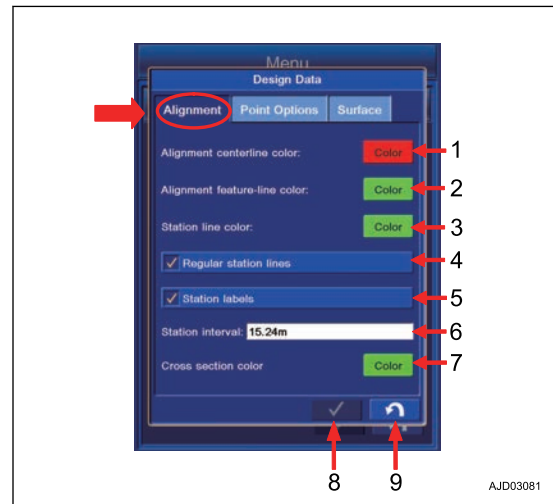 Menu
Design Data
Alignment Point Options Surface
Alignment centerline color: Color 1
Alignment feature-line color: Color 2
Station line color: Color 3
Regular station lines 4
Station labels 5
Station interval: 15.24m 6
Cross section color Color 7
8 9
AJD03081